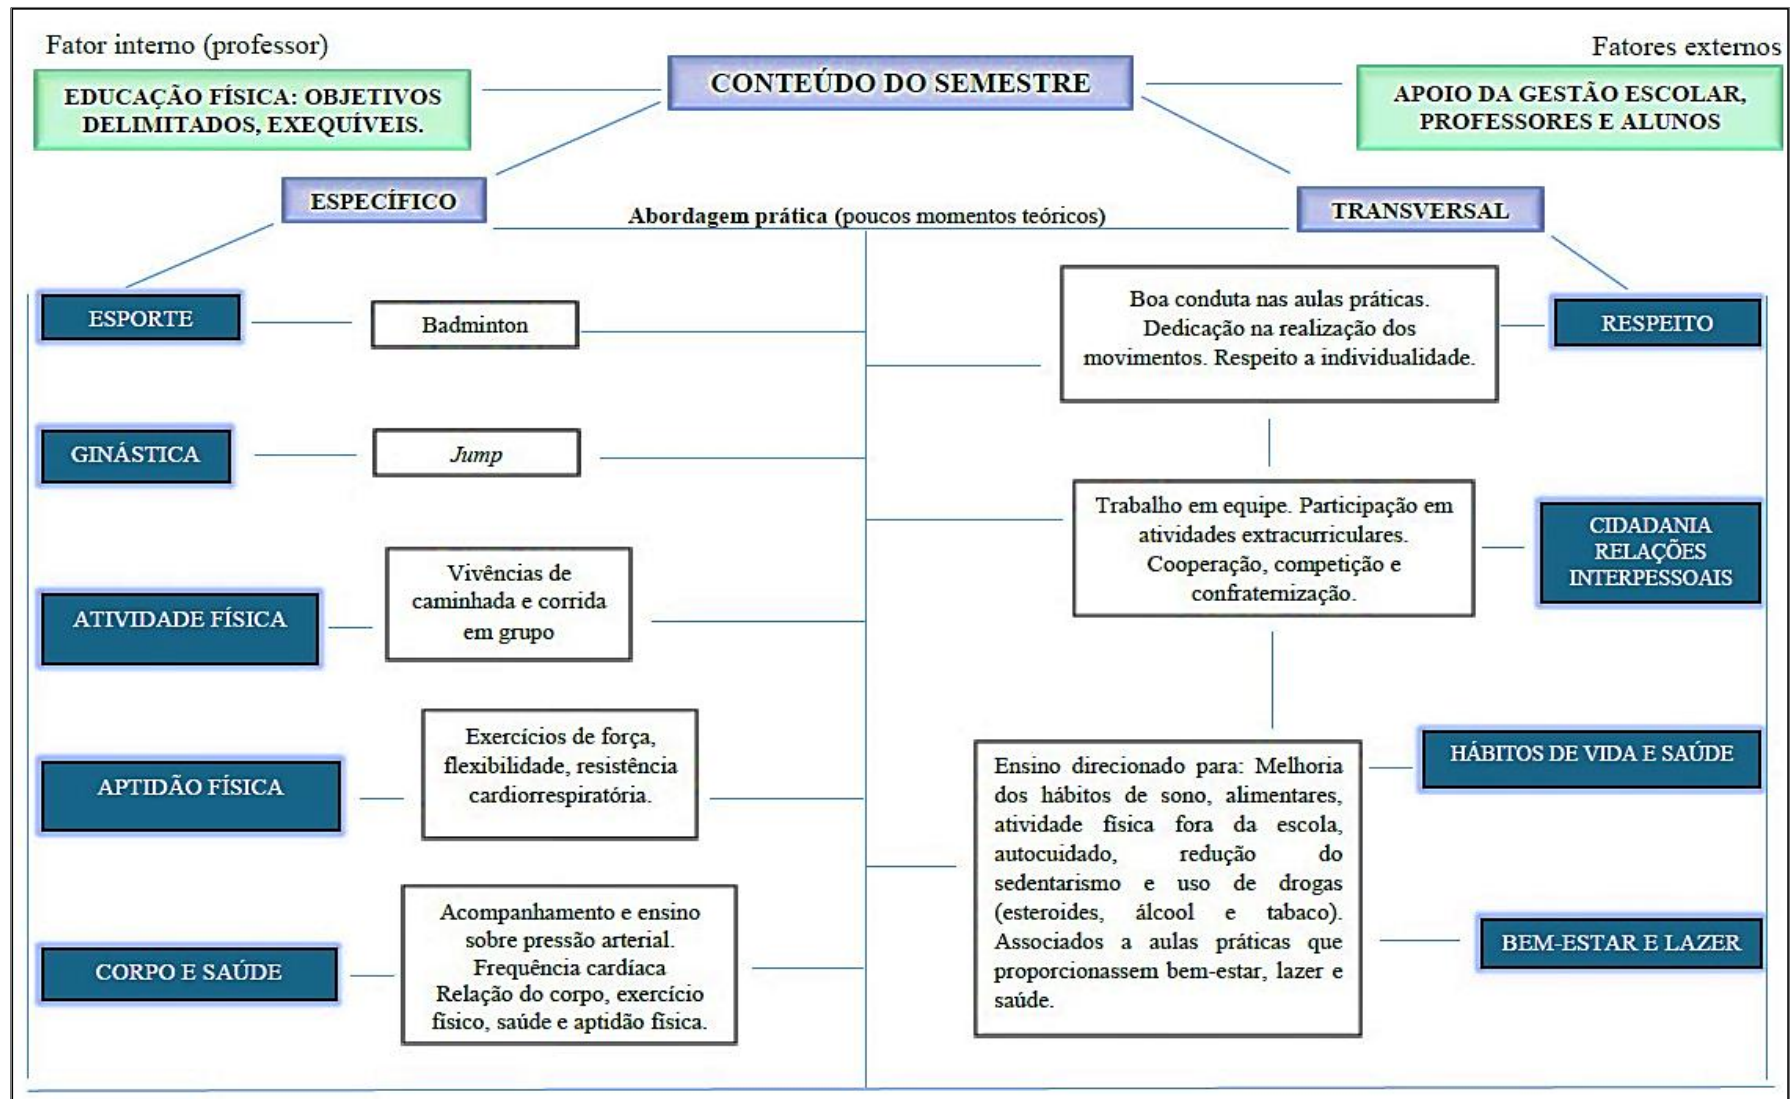 Fator interno (professor)
Fatores externos
EDUCAÇÃO FÍSICA: OBJETIVOS
DELIMITADOS, EXEQUÍVEIS.
CONTEÚDO DO SEMESTRE
APOIO DA GESTÃO ESCOLAR,
PROFESSORES E ALUNOS
ESPECÍFICO
Abordagem prática (poucos momentos teóricos)
TRANSVERSAL
ESPORTE
Badminton
Boa conduta nas aulas práticas.
Dedicação na realização dos
movimentos. Respeito a individualidade.
RESPEITO
GINÁSTICA
Jump
Trabalho em equipe. Participação em
atividades extracurriculares.
Cooperação, competição e
confraternização.
CIDADANIA
RELAÇÕES
INTERPESSOAIS
ATIVIDADE FÍSICA
Vivências de
caminhada e corrida
em grupo
APTIDÃO FÍSICA
Exercícios de força,
flexibilidade, resistência
cardiorrespiratória.
Ensino direcionado para: Melhoria
dos hábitos de sono, alimentares,
atividade física fora da escola,
autocuidado, redução do
sedentarismo e uso de drogas
(esteroides, álcool e tabaco).
Associados a aulas práticas que
proporcionassem bem-estar, lazer e
saúde.
HÁBITOS DE VIDA E SAÚDE
BEM-ESTAR E LAZER
CORPO E SAÚDE
Acompanhamento e ensino
sobre pressão arterial.
Frequência cardíaca
Relação do corpo, exercício
físico, saúde e aptidão física.